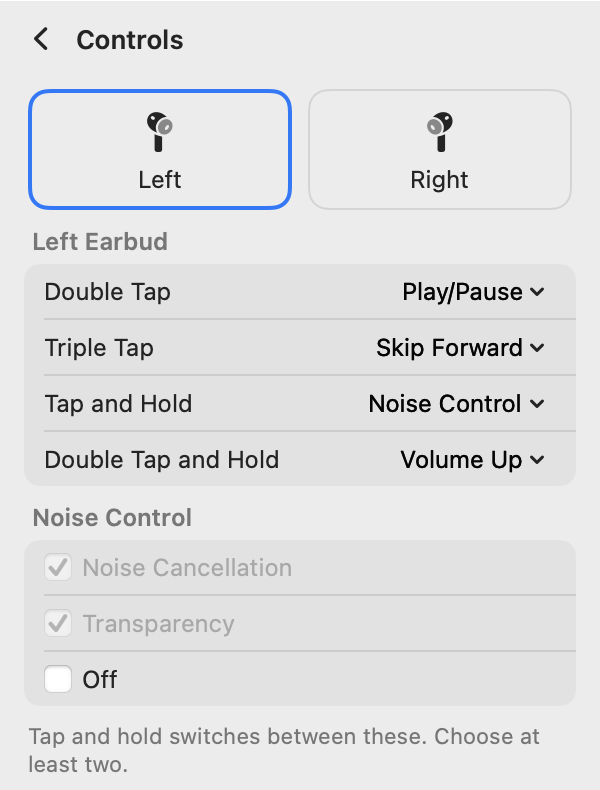 Controls
Left
Right
Left Earbud
Double Tap Play/Pause
Triple Tap Skip Forward
Tap and Hold Noise Control
Double Tap and Hold Volume Up
Noise Control
Noise Cancellation
Transparency
Off
Tap and hold switches between these. Choose at
least two.